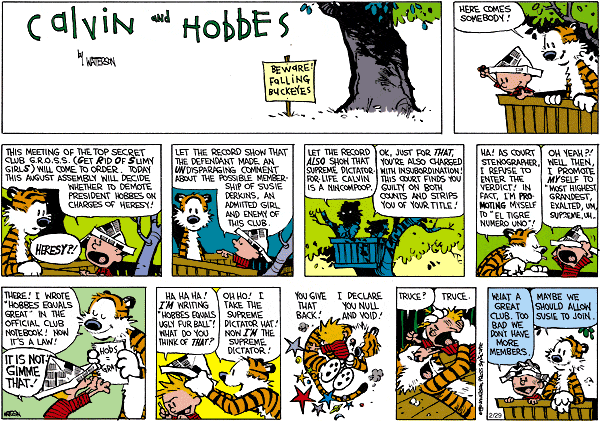 Calvin and HobbEs
by WATERSON
BEWARE!
FALLING
BUCKEYES
HERE COMES
SOMEBODY!
THIS MEETING OF THE TOP SECRET
CLUB G.R.O.S.S. (GET RID OF SLIMY
GIRLS) WILL COME TO ORDER. TODAY
THIS AUGUST ASSEMBLY WILL DECIDE
WHETHER TO DEMOTE
PRESIDENT HOBBES ON
CHARGES OF HERESY!
HERESY?!
LET THE RECORD SHOW THAT
THE DEFENDANT MADE AN
UNDISPARAGING COMMENT
ABOUT THE POSSIBLE MEMBER-
SHIP OF SUSIE
DERKINS, AN
ADMITTED GIRL
AND ENEMY OF
THIS CLUB.
LET THE RECORD
ALSO SHOW THAT
SUPREME DICTATOR-
FOR-LIFE CALVIN
IS A NINCOMPOOP.
OK, JUST FOR THAT,
YOU'RE ALSO CHARGED
WITH INSUBORDINATION!
THIS COURT FINDS YOU
GUILTY ON BOTH
COUNTS AND STRIPS
YOU OF YOUR TITLE!
HA! AS COURT
STENOGRAPHER,
I REFUSE TO
ENTER THE
VERDICT! IN
FACT, I'M PRO-
MOTING MYSELF
TO "EL TIGRE
NUMERO UNO"!
OH YEAH?!
WELL THEN,
I PROMOTE
MYSELF TO
"MOST HIGHEST,
GRANDEST,
EXALTED, UM,
SUPREME, UH..
THERE! I WROTE
"HOBBES EQUALS
GREAT" IN THE
OFFICIAL CLUB
NOTEBOOK! NOW
IT'S A LAW!
IT IS NOT!
GIMME
THAT!
HA HA HA!
I'M WRITING
"HOBBES EQUALS
UGLY FUR BALL"!
WHAT DO YOU
THINK OF THAT?
OH HO! I
TAKE THE
SUPREME
DICTATOR HAT!
NOW I'M THE
SUPREME
DICTATOR!
YOU GIVE
THAT
BACK!
I DECLARE
YOU NULL
AND VOID!
TRUCE?
TRUCE.
WHAT A
GREAT
CLUB. TOO
BAD WE
DON'T HAVE
MORE
MEMBERS.
MAYBE WE
SHOULD ALLOW
SUSIE TO JOIN.
2/29